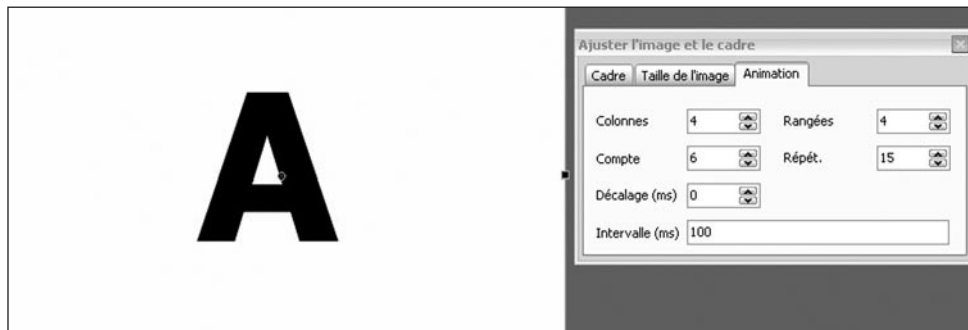 A
Ajuster l'image et le cadre
Cadre Taille de l'image Animation
Colonnes 4 Rangées 4
Compte 6 Répét. 15
Décalage (ms) 0
Intervalle (ms) 100